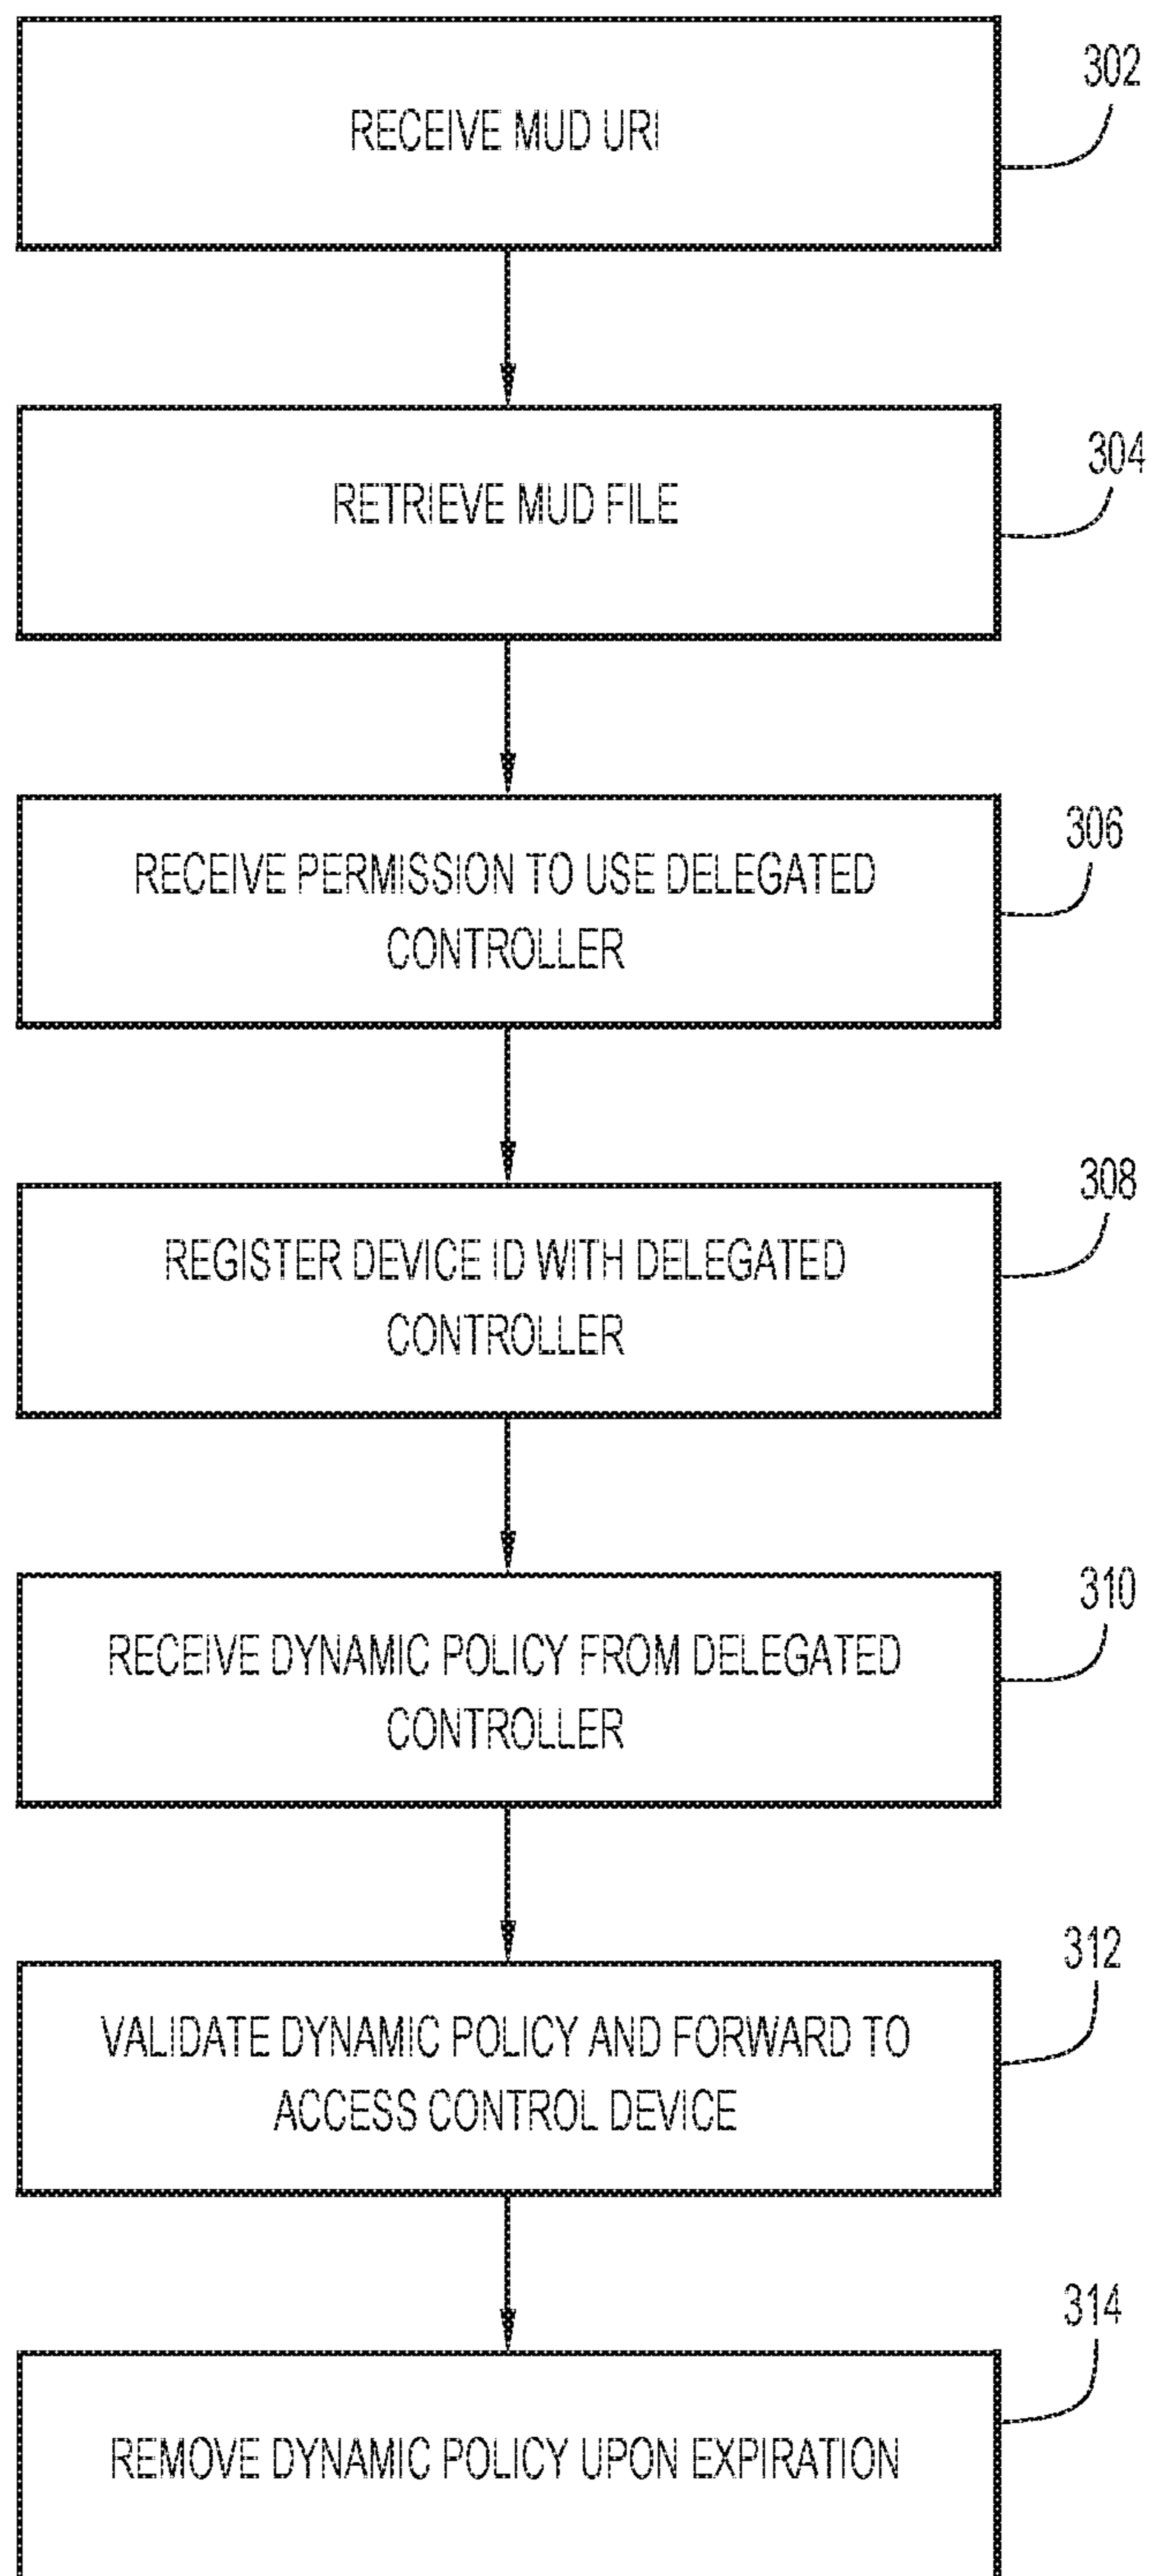 302
RECEIVE MUD URI
304
RETRIEVE MUD FILE
306
RECEIVE PERMISSION TO USE DELEGATED
CONTROLLER
308
REGISTER DEVICE ID WITH DELEGATED
CONTROLLER
310
RECEIVE DYNAMIC POLICY FROM DELEGATED
CONTROLLER
312
VALIDATE DYNAMIC POLICY AND FORWARD TO
ACCESS CONTROL DEVICE
314
REMOVE DYNAMIC POLICY UPON EXPIRATION